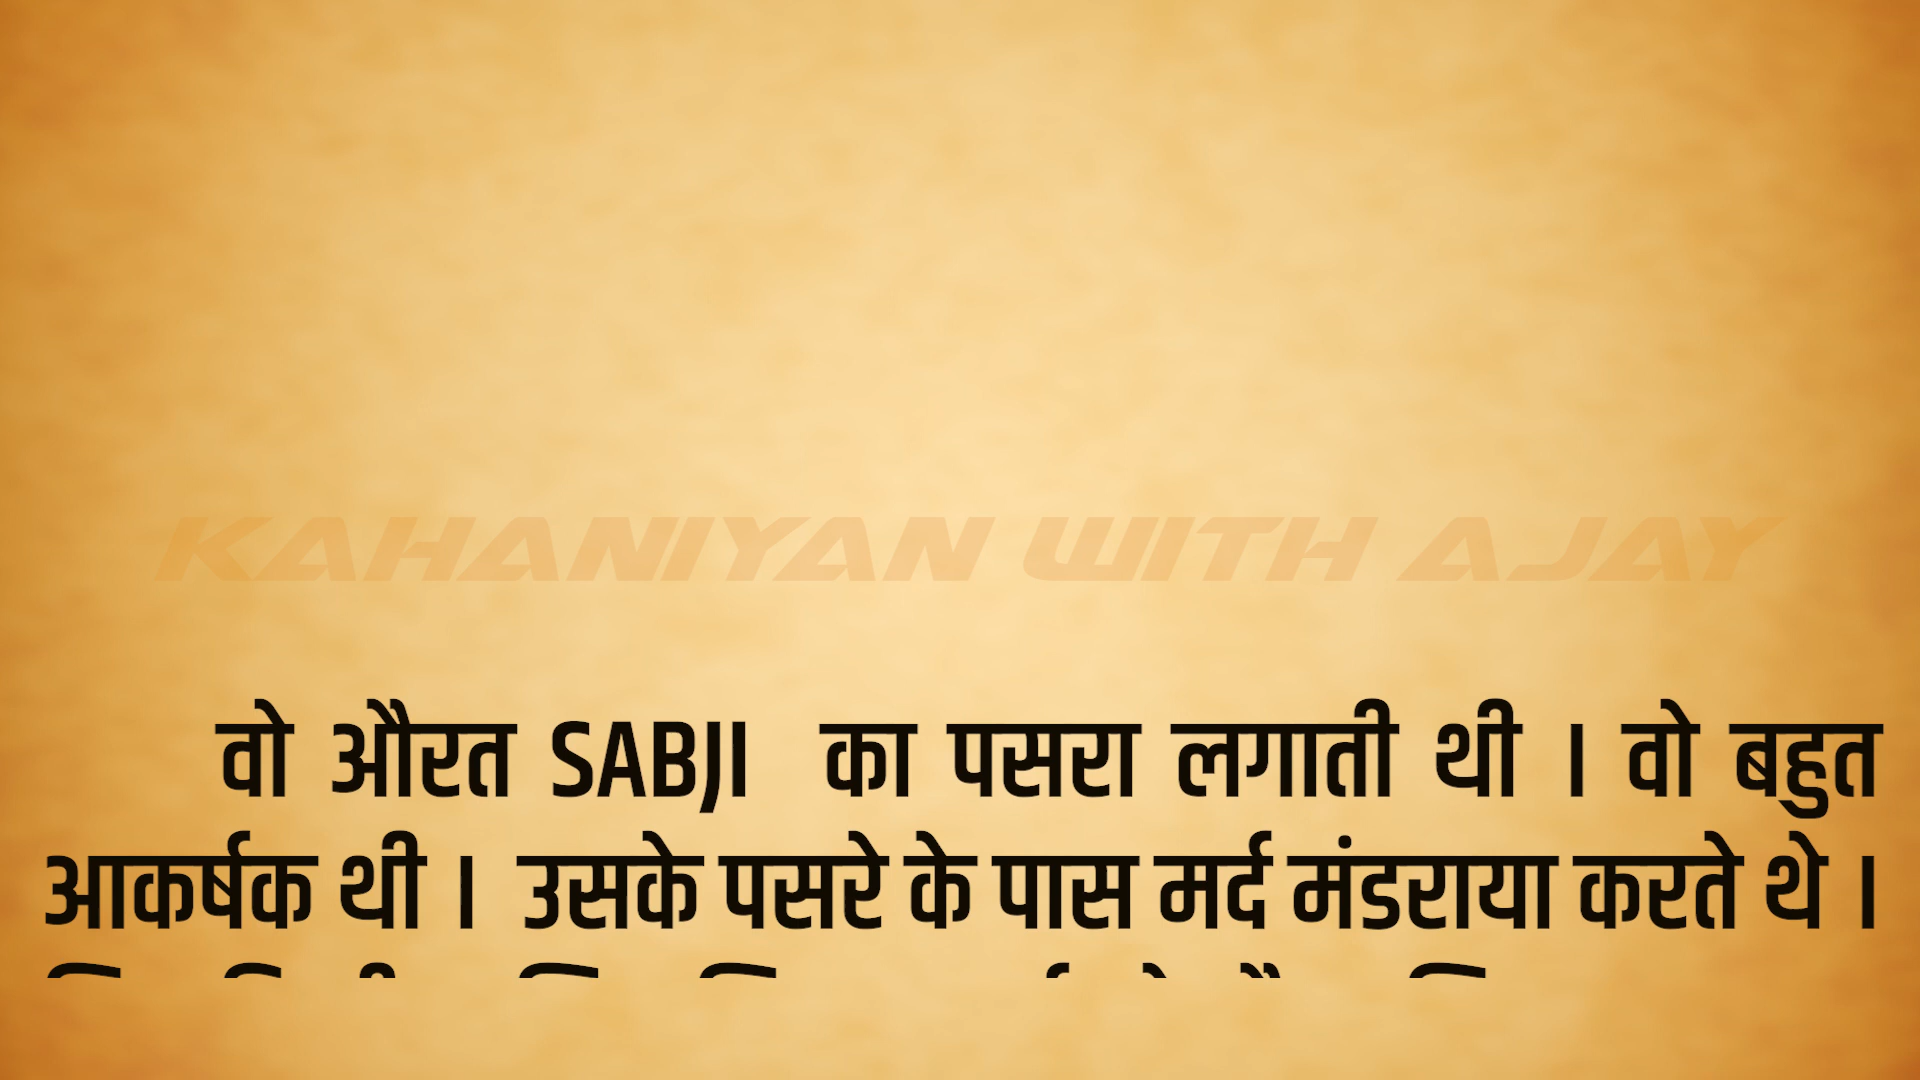 KAHANIYAN WITH AJAY
वो औरत SABJI का पसरा लगाती थी । वो बहुत
आकर्षक थी । उसके पसरे के पास मर्द मंडराया करते थे ।